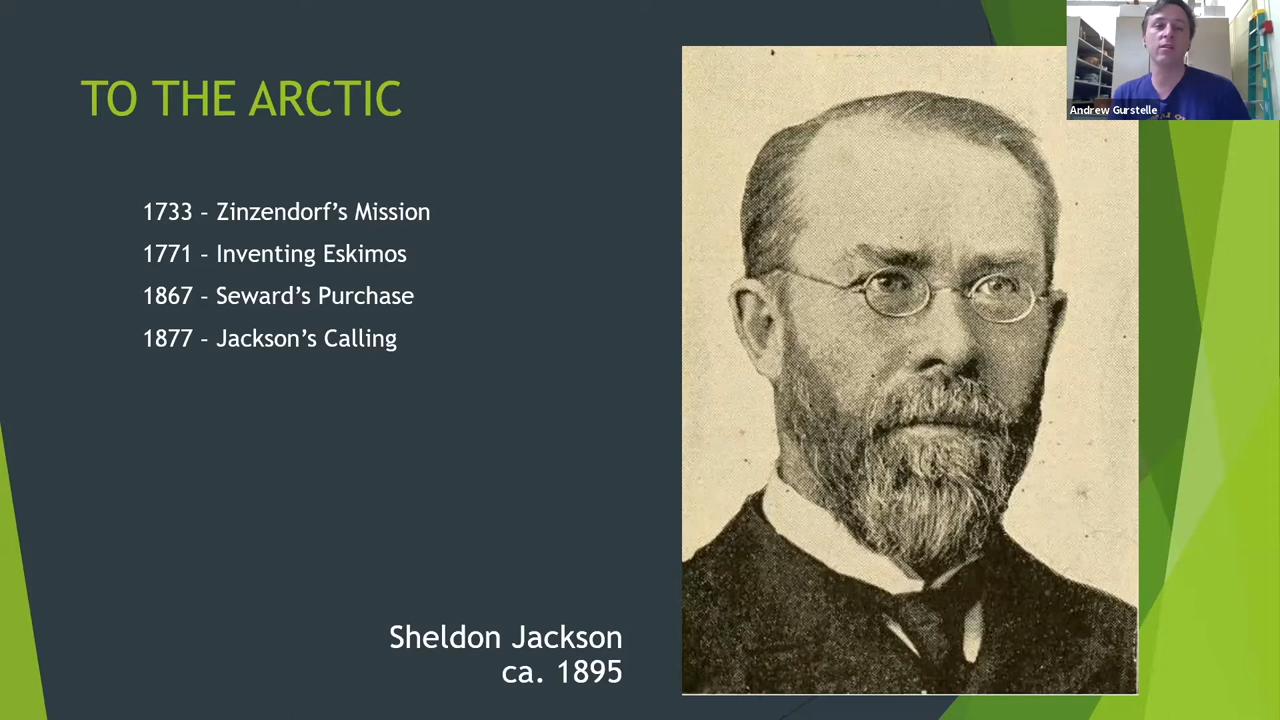 TO THE ARCTIC
1733 – Zinzendorf’s Mission
1771 – Inventing Eskimos
1867 – Seward’s Purchase
1877 – Jackson’s Calling
Sheldon Jackson
ca. 1895
Andrew Gurstelle